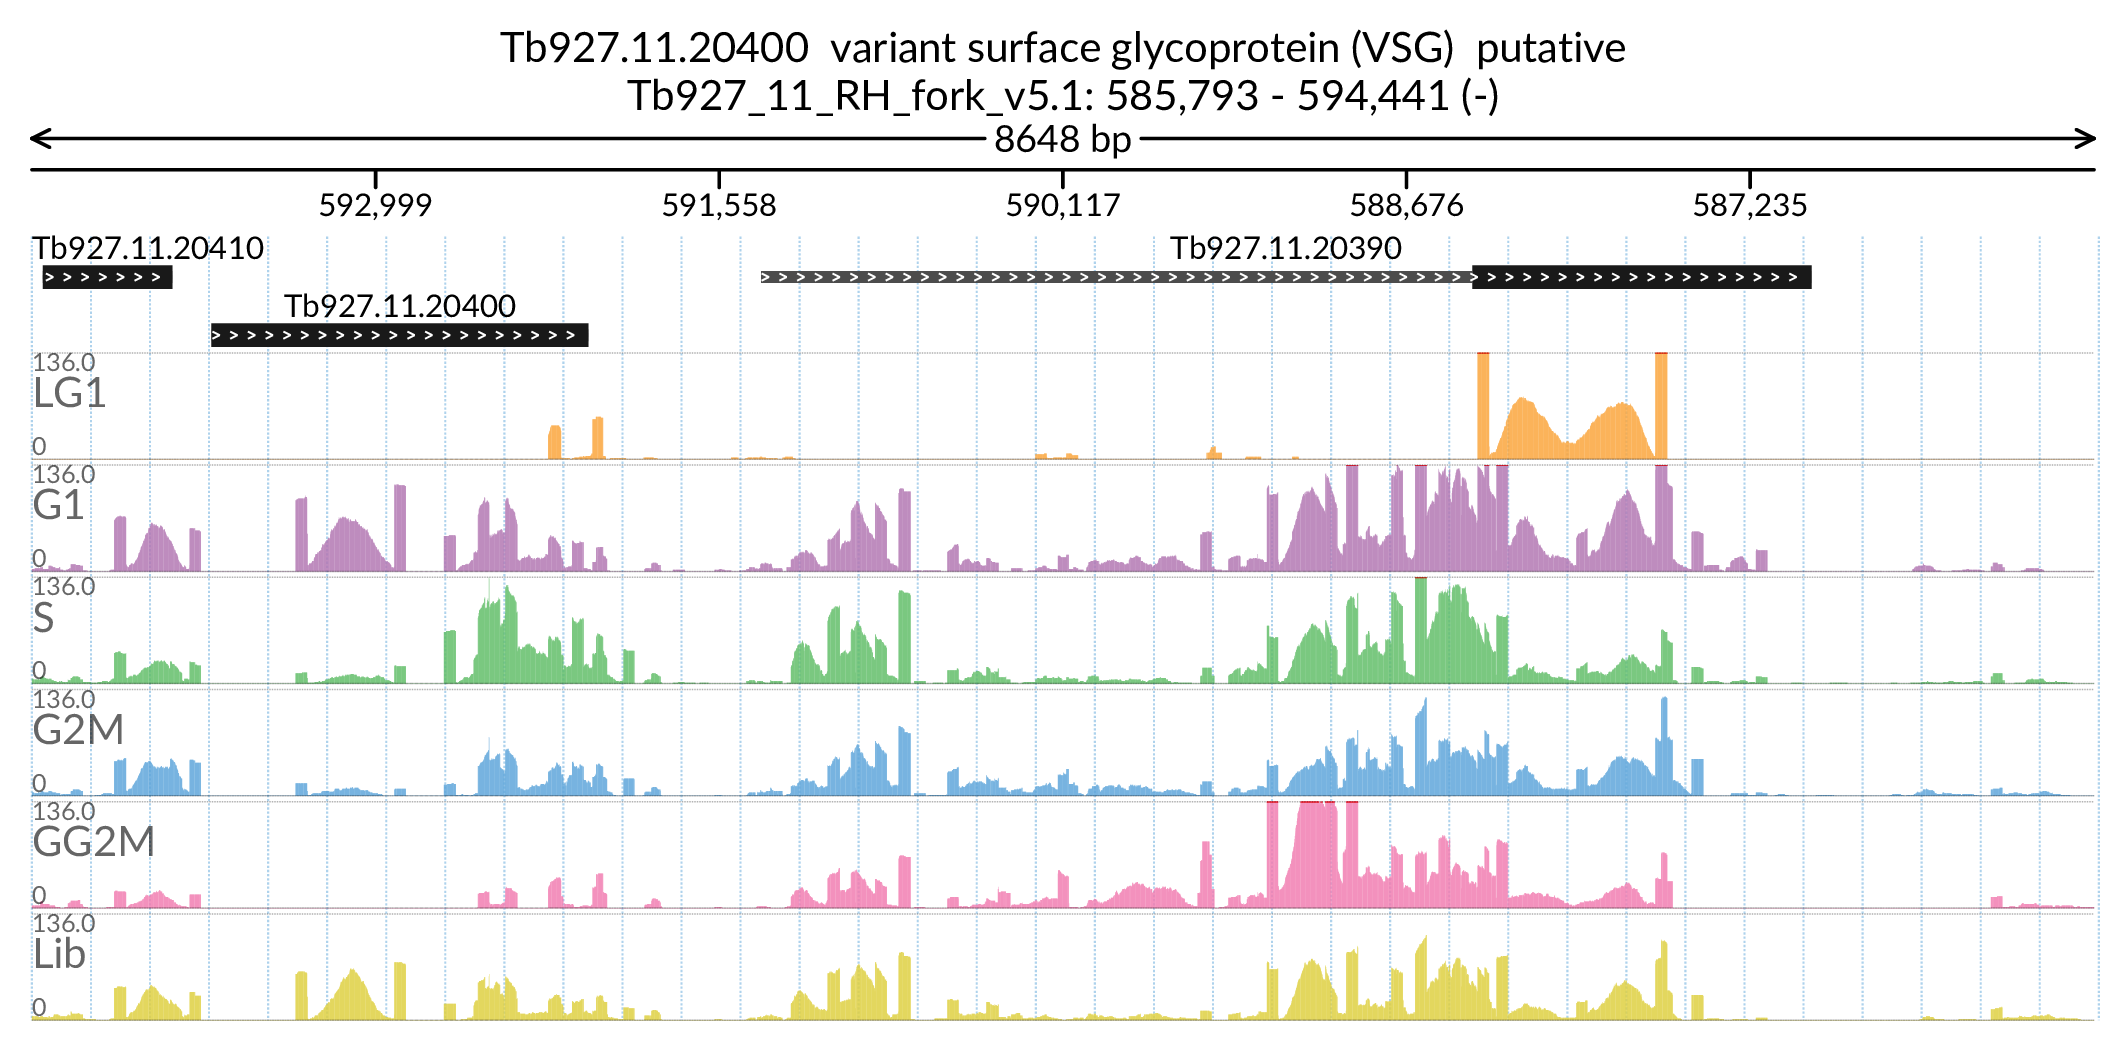 Tb927.11.20400  variant surface glycoprotein (VSG)  putative
Tb927_11_RH_fork_v5.1: 585,793 - 594,441 (-)
8648 bp
592,999 591,558 590,117 588,676 587,235
Tb927.11.20410 Tb927.11.20390
Tb927.11.20400
136.0
LG1
0
136.0
G1
0
136.0
S
0
136.0
G2M
0
136.0
GG2M
0
136.0
Lib
0